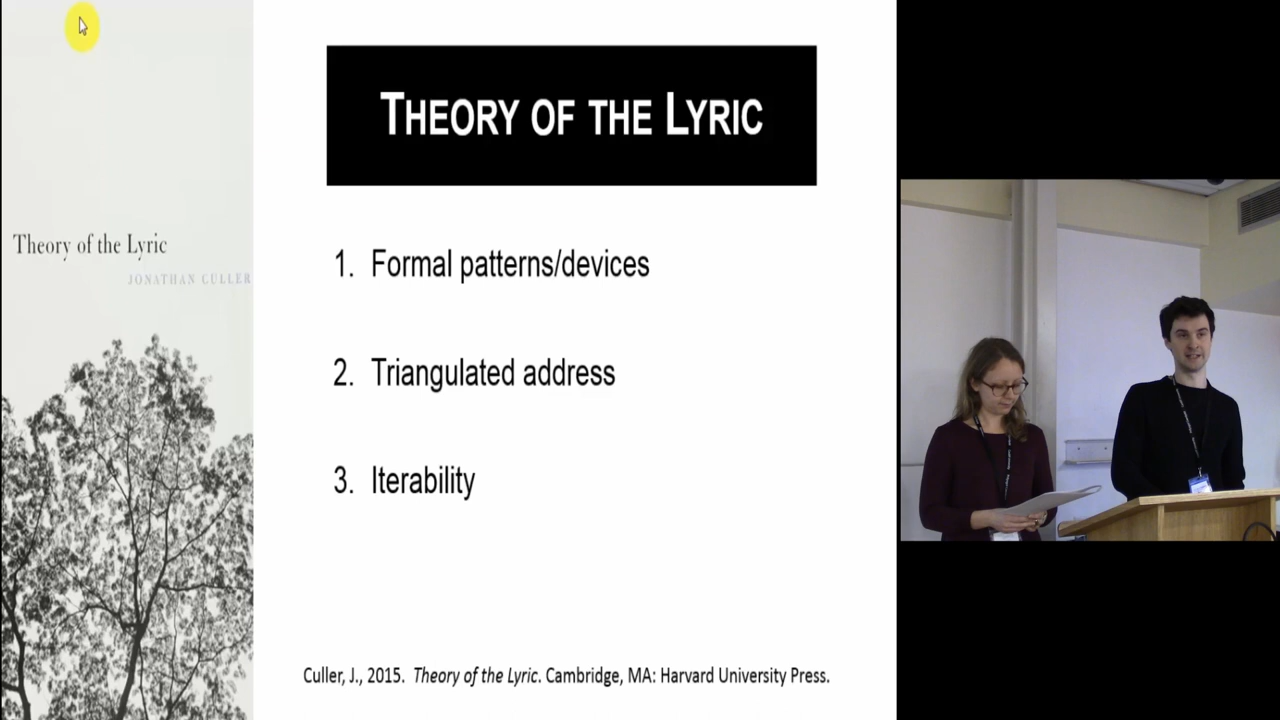 THEORY OF THE LYRIC
Theory of the Lyric
JONATHAN CULLER
1. Formal patterns/devices
2. Triangulated address
3. Iterability
Culler, J., 2015. Theory of the Lyric. Cambridge, MA: Harvard University Press.